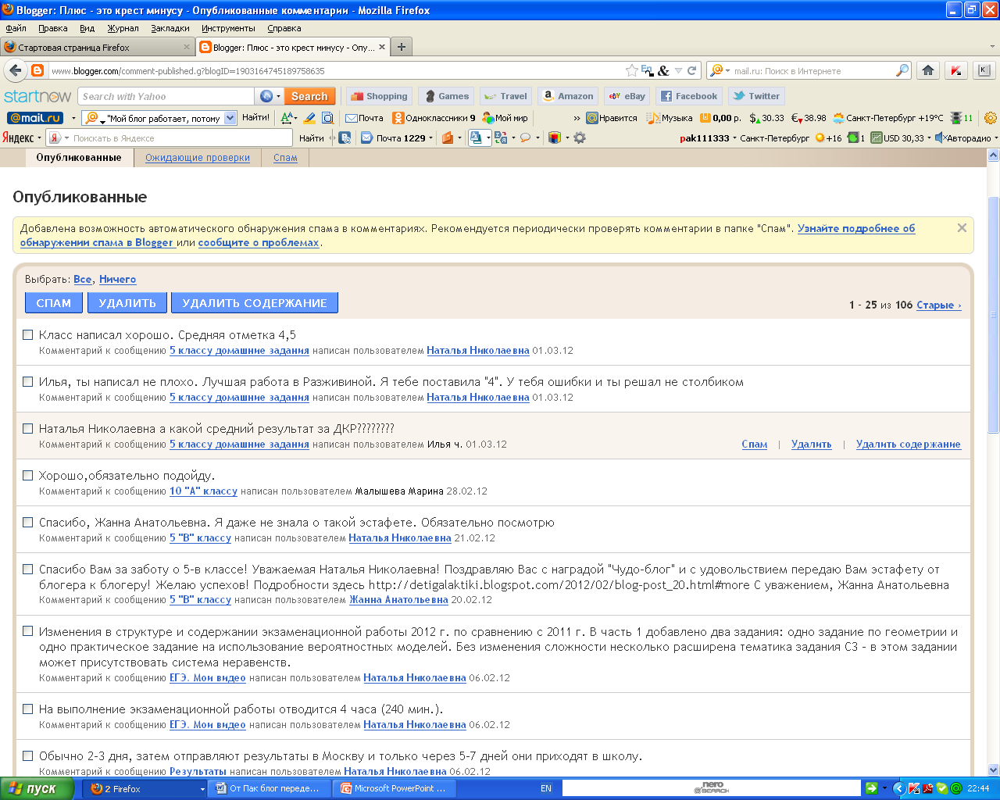 Blogger: Плюс - это крест минусу - Опубликованные комментарии - Mozilla Firefox
Файл Правка Вид Журнал Закладки Инструменты Справка
Стартовая страница Firefox
Blogger: Плюс - это крест минусу - Опу...
www.blogger.com/comment-published.g?blogID=1903164745189758635
mail.ru: Поиск в Интернете
startnow Search with Yahoo Search Shopping Games Travel Amazon eBay Facebook Twitter
@mail.ru "Мой блог работает, потому Найти! Почта Одноклассники 9 Мой мир » Нравится Музыка 0,00 р. 30.33 38.98 Санкт-Петербург +19°C 11
Яндекс Поискать в Яндексе Найти Почта 1229 pak111333 Санкт-Петербург +16 1 USD 30,33 Авторадио
Опубликованные Ожидающие проверки Спам
Опубликованные
Добавлена возможность автоматического обнаружения спама в комментариях. Рекомендуется периодически проверять комментарии в папке "Спам". Узнайте подробнее об
обнаружении спама в Blogger или сообщите о проблемах.
Выбрать: Все, Ничего
СПАМ УДАЛИТЬ УДАЛИТЬ СОДЕРЖАНИЕ
1 - 25 из 106 Старые ›
Класс написал хорошо. Средняя отметка 4,5
Комментарий к сообщению 5 классу домашние задания написан пользователем Наталья Николаевна 01.03.12
Илья, ты написал не плохо. Лучшая работа в Разживиной. Я тебе поставила "4". У тебя ошибки и ты решал не столбиком
Комментарий к сообщению 5 классу домашние задания написан пользователем Наталья Николаевна 01.03.12
Наталья Николаевна а какой средний результат за ДКР????????
Комментарий к сообщению 5 классу домашние задания написан пользователем Илья ч. 01.03.12 Спам | Удалить | Удалить содержание
Хорошо,обязательно подойду.
Комментарий к сообщению 10 "А" классу написан пользователем Малышева Марина 28.02.12
Спасибо, Жанна Анатольевна. Я даже не знала о такой эстафете. Обязательно посмотрю
Комментарий к сообщению 5 "В" классу написан пользователем Наталья Николаевна 21.02.12
Спасибо Вам за заботу о 5-в классе! Уважаемая Наталья Николаевна! Поздравляю Вас с наградой "Чудо-блог" и с удовольствием передаю Вам эстафету от
блогера к блогеру! Желаю успехов! Подробности здесь http://detigalaktiki.blogspot.com/2012/02/blog-post_20.html#more С уважением, Жанна Анатольевна
Комментарий к сообщению 5 "В" классу написан пользователем Жанна Анатольевна 20.02.12
Изменения в структуре и содержании экзаменационной работы 2012 г. по сравнению с 2011 г. В часть 1 добавлено два задания: одно задание по геометрии и
одно практическое задание на использование вероятностных моделей. Без изменения сложности несколько расширена тематика задания С3 - в этом задании
может присутствовать система неравенств.
Комментарий к сообщению ЕГЭ. Мои видео написан пользователем Наталья Николаевна 06.02.12
На выполнение экзаменационной работы отводится 4 часа (240 мин.).
Комментарий к сообщению ЕГЭ. Мои видео написан пользователем Наталья Николаевна 06.02.12
Обычно 2-3 дня, затем отправляют результаты в Москву и только через 5-7 дней они приходят в школу.
Комментарий к сообщению Результаты написан пользователем Наталья Николаевна 06.02.12
пуск 2 Firefox От Пак блог переде... Microsoft PowerPoint ... EN nero SEARCH 22:44